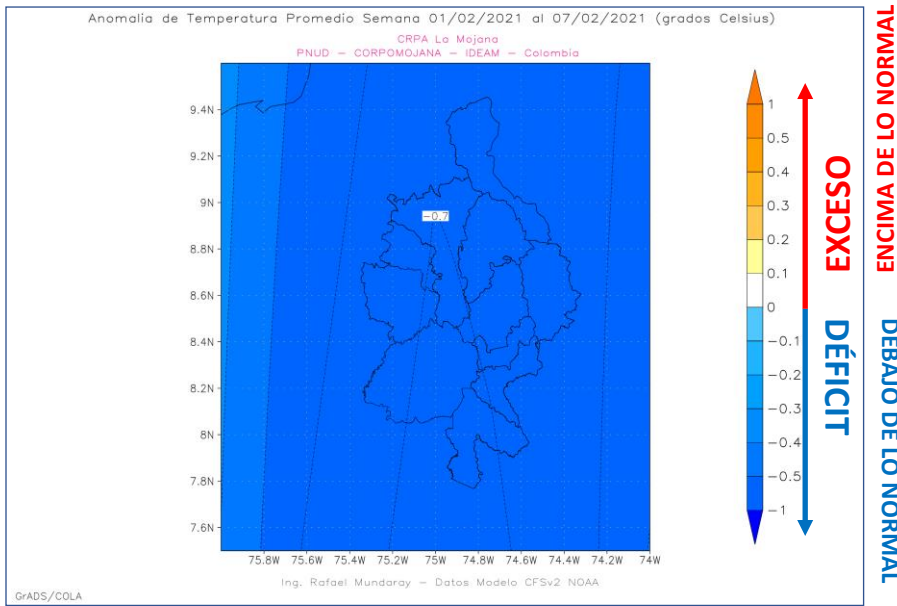 Anomalia de Temperatura Promedio Semana 01/02/2021 al 07/02/2021 (grados Celsius)
CRPA La Mojana
PNUD – CORPOMOJANA – IDEAM – Colombia
9.4N
9.2N
9N
8.8N
8.6N
8.4N
8.2N
8N
7.8N
7.6N
−0.7
75.8W 75.6W 75.4W 75.2W 75W 74.8W 74.6W 74.4W 74.2W 74W
1
0.5
0.4
0.3
0.2
0.1
0
−0.1
−0.2
−0.3
−0.4
−0.5
−1
EXCESO
DÉFICIT
ENCIMA DE LO NORMAL
DEBAJO DE LO NORMAL
Ing. Rafael Mundaray – Datos Modelo CFSv2 NOAA
GrADS/COLA